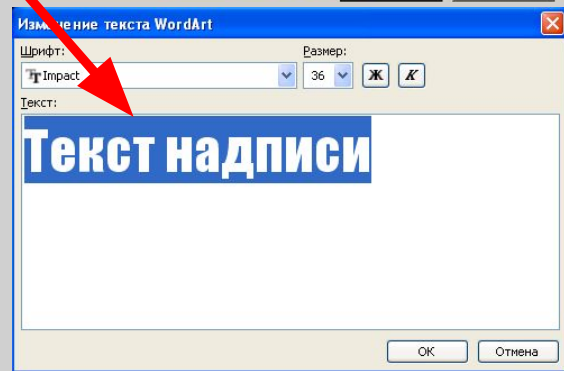 Изменение текста WordArt
Шрифт:
Размер:
Impact
36
Ж
К
Текст:
Текст надписи
ОК
Отмена